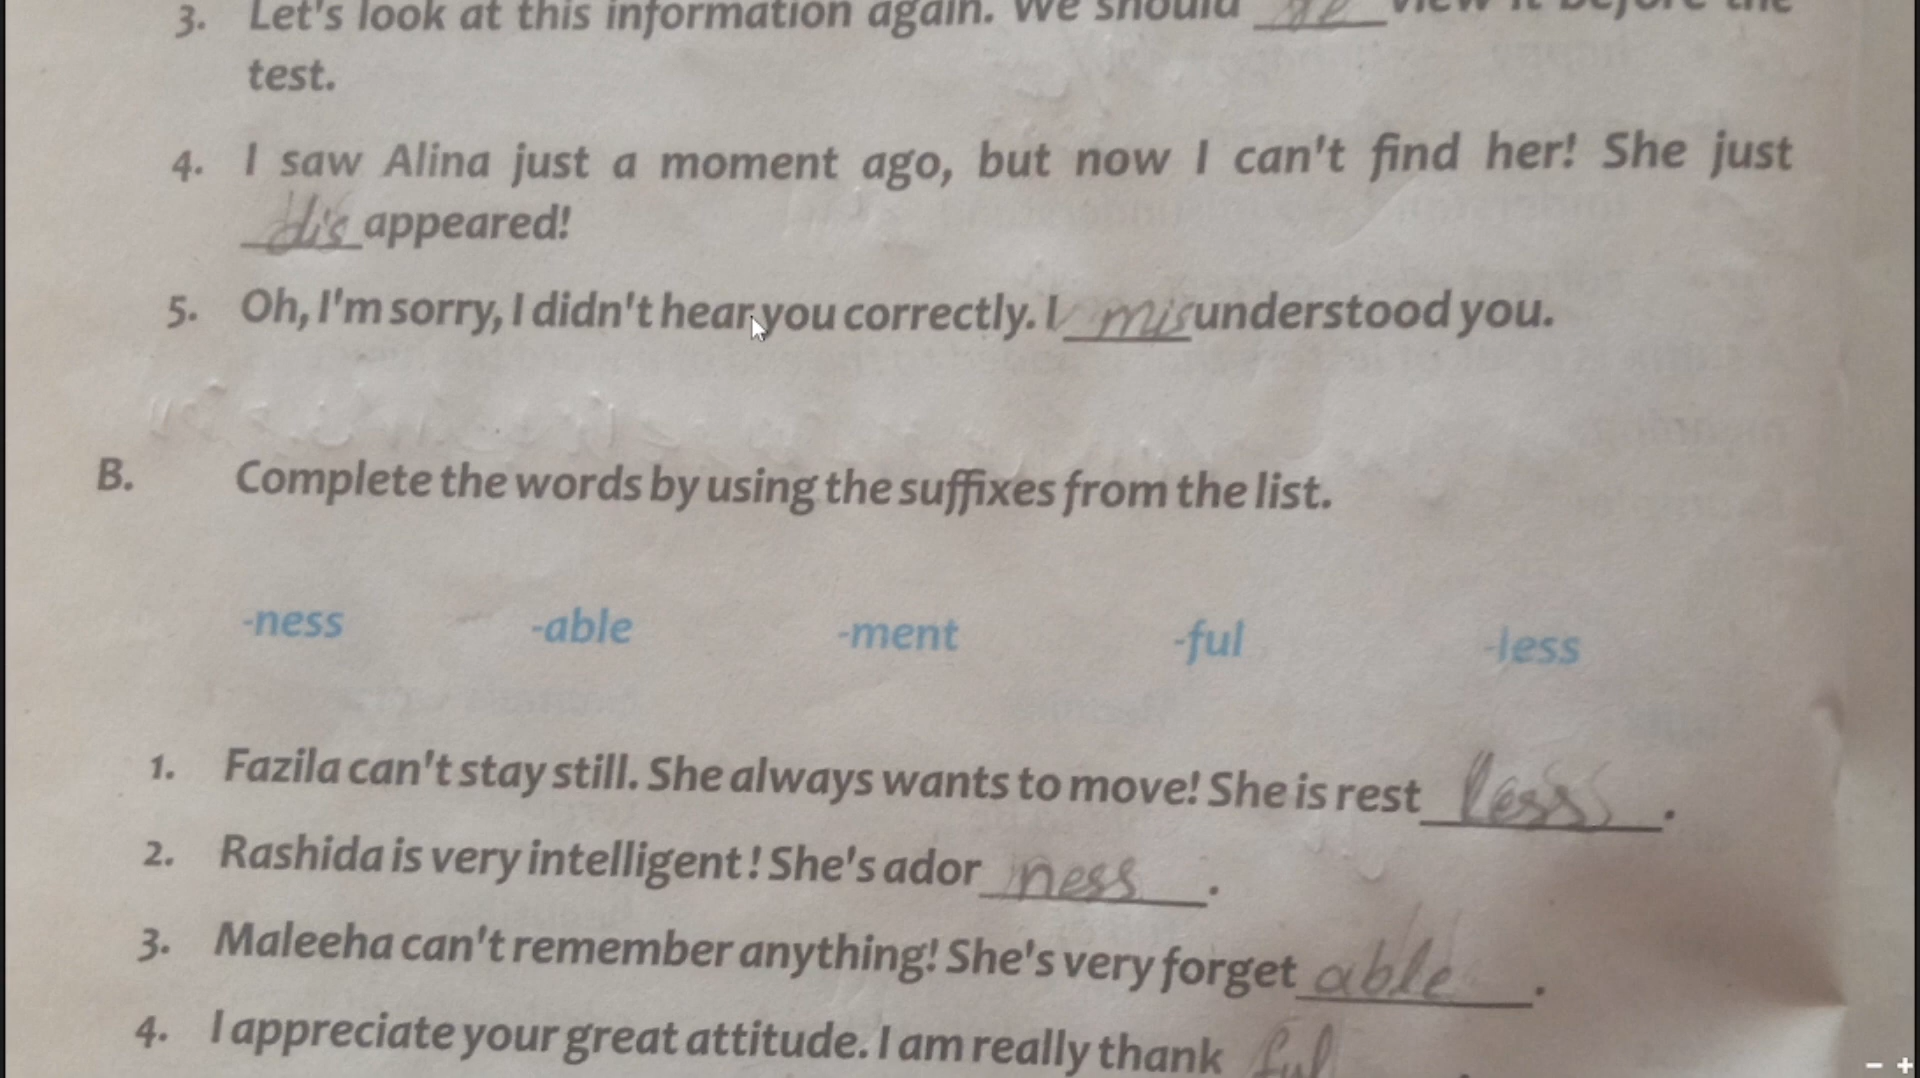 3. Let's look at this information again. We should re view it before the
test.
4. I saw Alina just a moment ago, but now I can't find her! She just
dis appeared!
5. Oh, I'm sorry, I didn't hear you correctly. I misunderstood you.
B. Complete the words by using the suffixes from the list.
-ness -able -ment -ful -less
1. Fazila can't stay still. She always wants to move! She is rest less.
2. Rashida is very intelligent! She's ador ness.
3. Maleeha can't remember anything! She's very forget able.
4. I appreciate your great attitude. I am really thank ful.